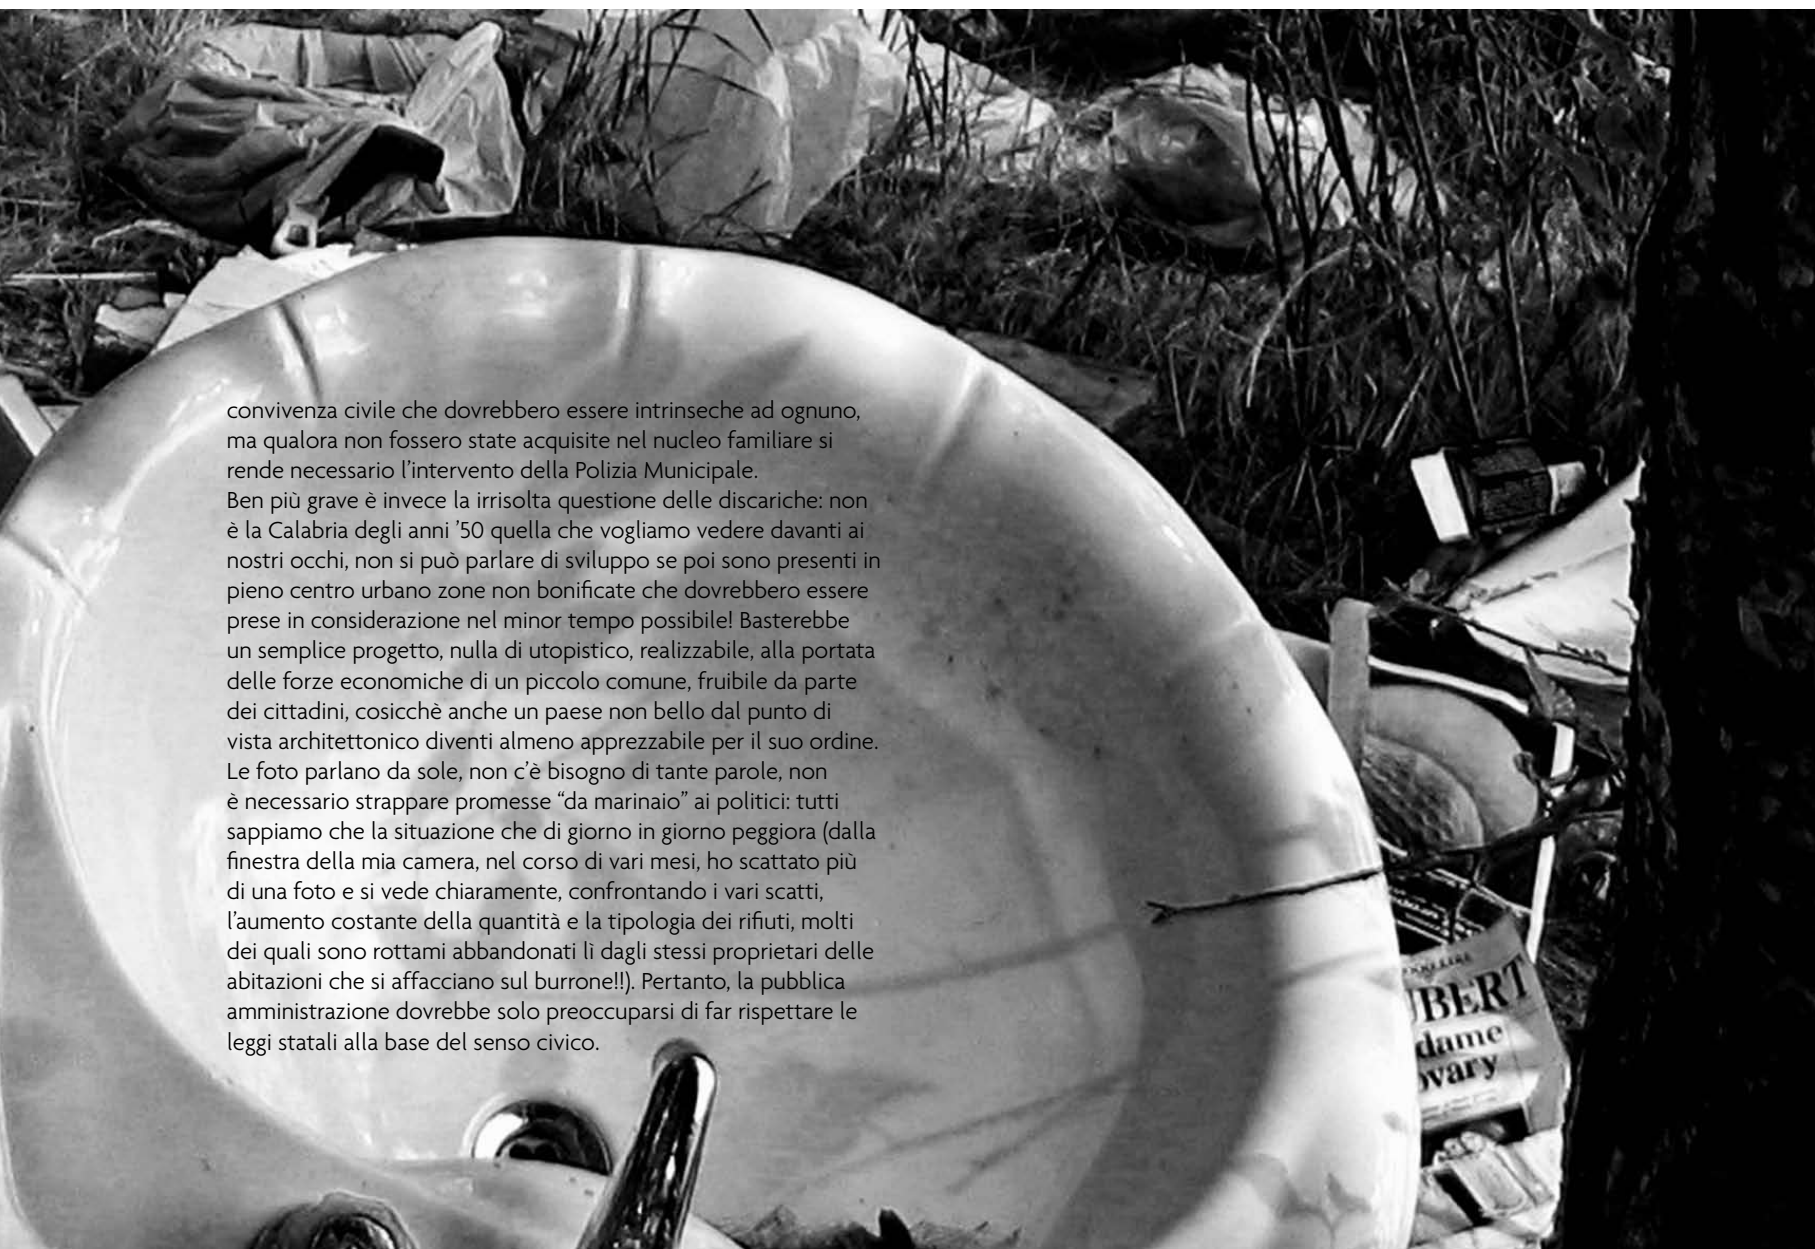 convivenza civile che dovrebbero essere intrinseche ad ognuno,
ma qualora non fossero state acquisite nel nucleo familiare si
rende necessario l’intervento della Polizia Municipale.
Ben più grave è invece la irrisolta questione delle discariche: non
è la Calabria degli anni ’50 quella che vogliamo vedere davanti ai
nostri occhi, non si può parlare di sviluppo se poi sono presenti in
pieno centro urbano zone non bonificate che dovrebbero essere
prese in considerazione nel minor tempo possibile! Basterebbe
un semplice progetto, nulla di utopistico, realizzabile, alla portata
delle forze economiche di un piccolo comune, fruibile da parte
dei cittadini, cosicchè anche un paese non bello dal punto di
vista architettonico diventi almeno apprezzabile per il suo ordine.
Le foto parlano da sole, non c’è bisogno di tante parole, non
è necessario strappare promesse “da marinaio” ai politici: tutti
sappiamo che la situazione che di giorno in giorno peggiora (dalla
finestra della mia camera, nel corso di vari mesi, ho scattato più
di una foto e si vede chiaramente, confrontando i vari scatti,
l’aumento costante della quantità e la tipologia dei rifiuti, molti
dei quali sono rottami abbandonati lì dagli stessi proprietari delle
abitazioni che si affacciano sul burrone!!). Pertanto, la pubblica
amministrazione dovrebbe solo preoccuparsi di far rispettare le
leggi statali alla base del senso civico.
UBERT
dame
ovary